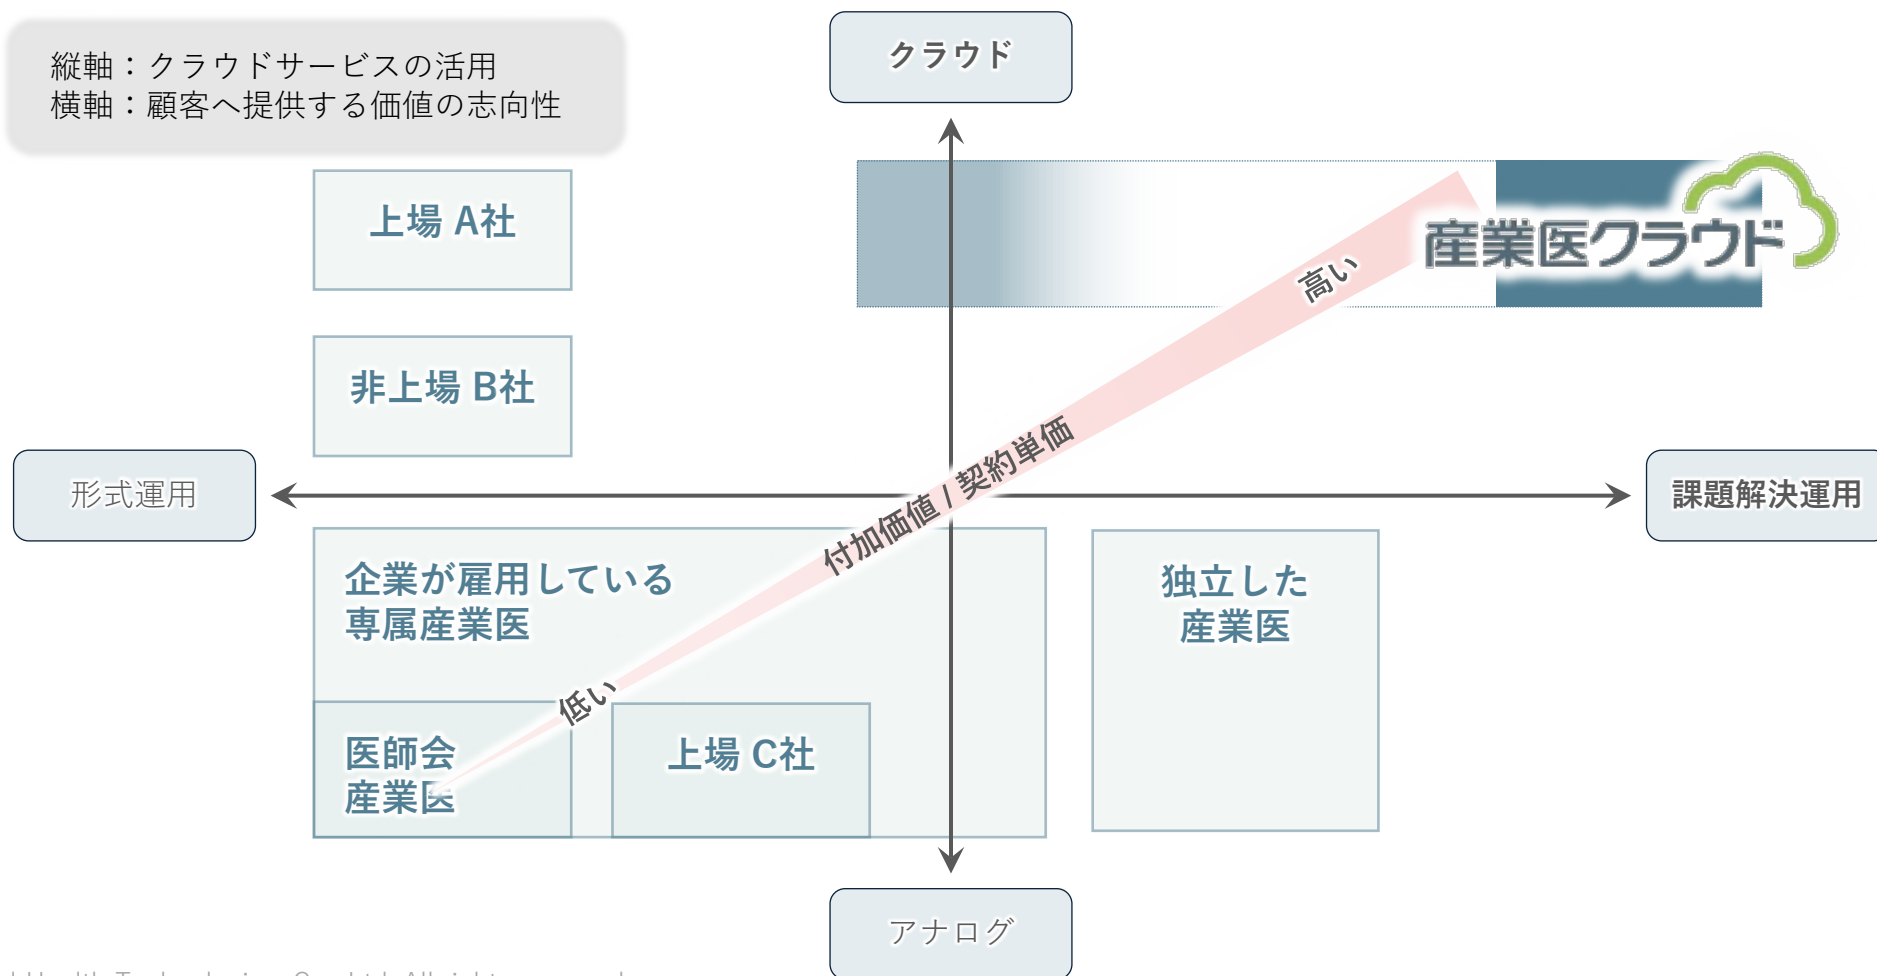 縦軸：クラウドサービスの活用
横軸：顧客へ提供する価値の志向性
クラウド
上場 A社
産業医クラウド
高い
非上場 B社
付加価値 / 契約単価
形式運用
課題解決運用
企業が雇用している
専属産業医
独立した
産業医
低い
医師会
産業医
上場 C社
アナログ